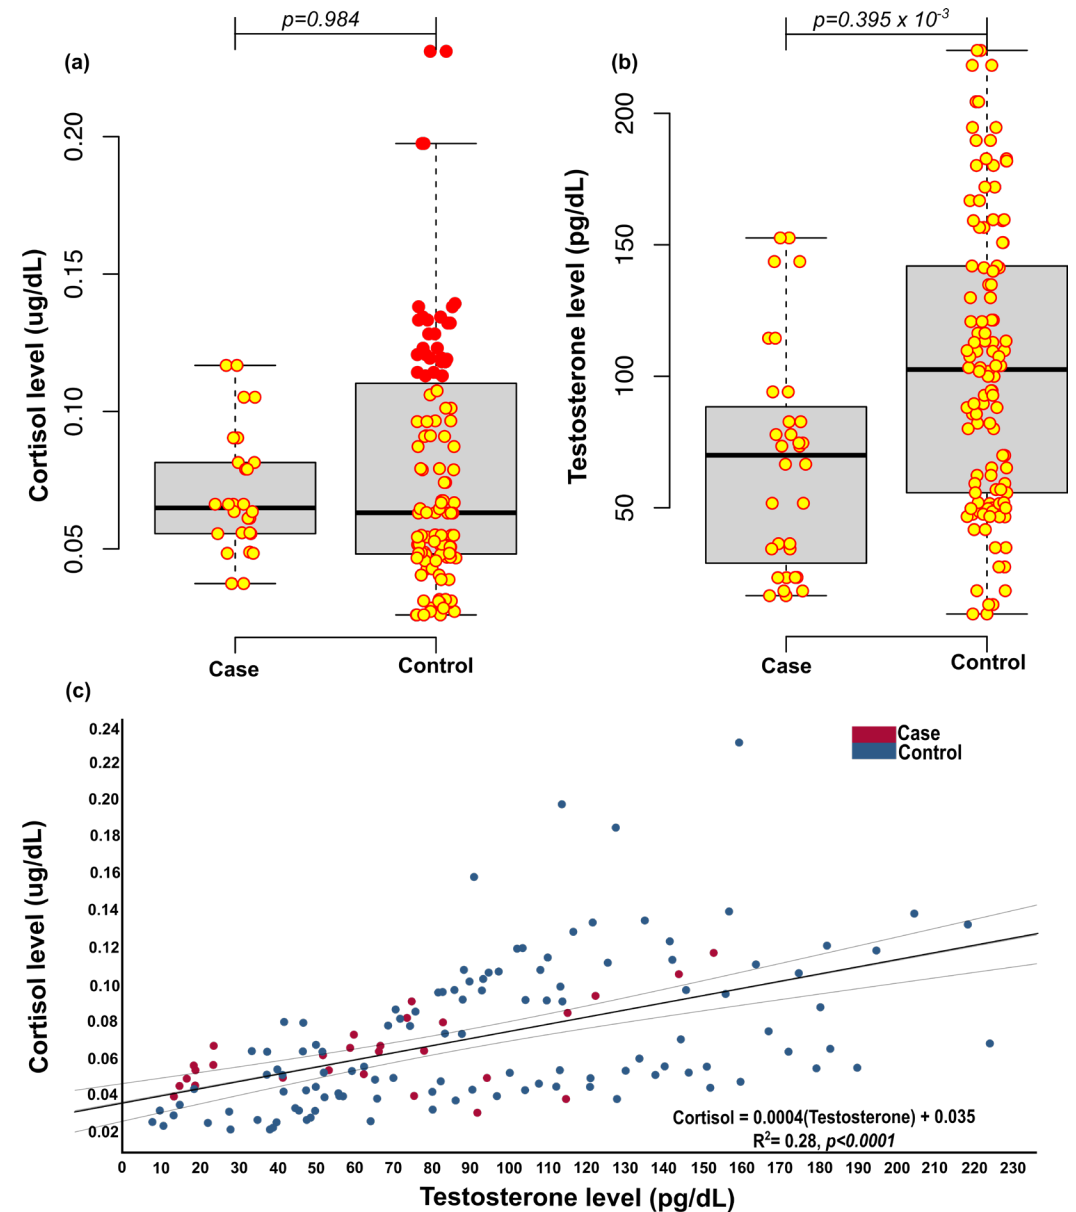 p=0.984
(a)
Cortisol level (ug/dL)
0.20
0.15
0.10
0.05
Case
Control
p=0.395 x 10-3
(b)
Testosterone level (pg/dL)
200
150
100
50
Case
Control
(c)
Cortisol level (ug/dL)
0.24
0.22
0.20
0.18
0.16
0.14
0.12
0.10
0.08
0.06
0.04
0.02
Case
Control
Cortisol = 0.0004(Testosterone) + 0.035
R2= 0.28, p<0.0001
0 10 20 30 40 50 60 70 80 90 100 110 120 130 140 150 160 170 180 190 200 210 220 230
Testosterone level (pg/dL)